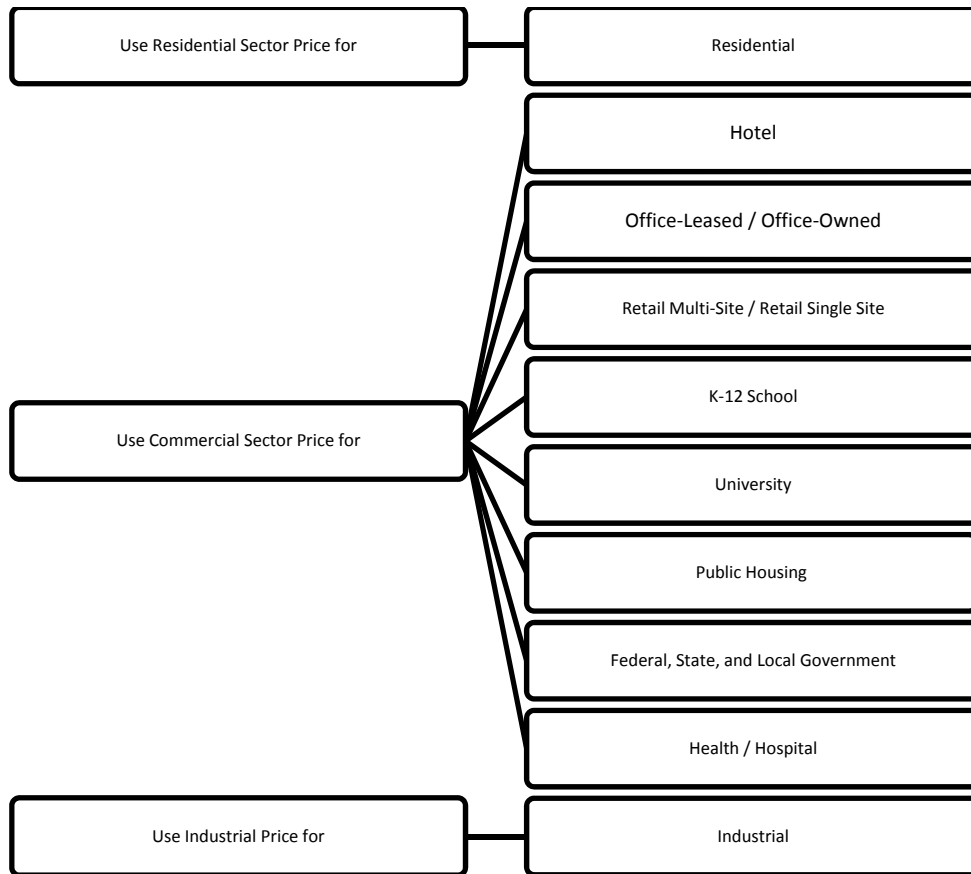 Use Residential Sector Price for
Residential
Hotel
Office-Leased / Office-Owned
Retail Multi-Site / Retail Single Site
K-12 School
Use Commercial Sector Price for
University
Public Housing
Federal, State, and Local Government
Health / Hospital
Use Industrial Price for
Industrial